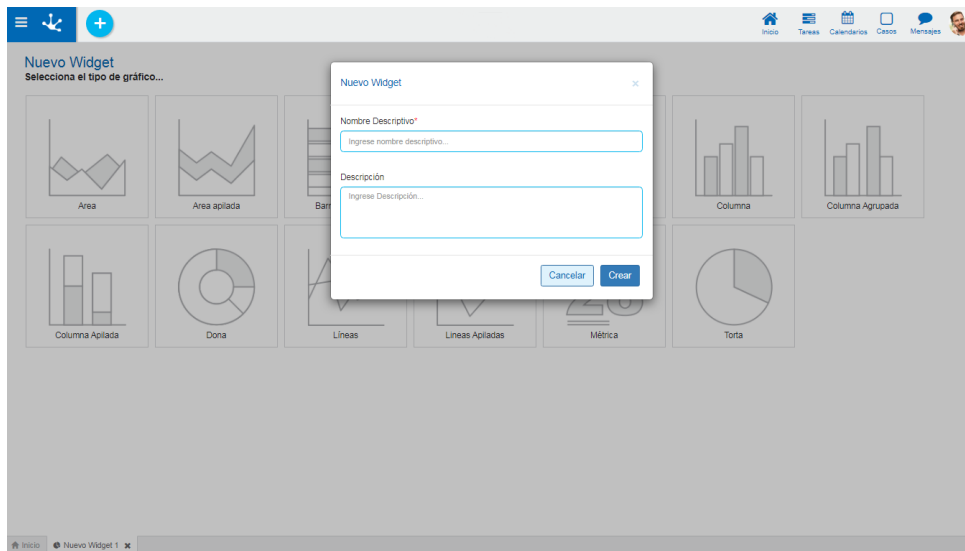 Inicio
Tareas
Calendarios
Casos
Mensajes
Nuevo Widget
Selecciona el tipo de gráfico...
Nuevo Widget
Nombre Descriptivo*
Ingrese nombre descriptivo...
Descripción
Ingrese Descripción...
Cancelar
Crear
Area
Area apilada
Bar
Columna
Columna Agrupada
Columna Apilada
Dona
Líneas
Lineas Apiladas
Métrica
Torta
Inicio
Nuevo Widget 1